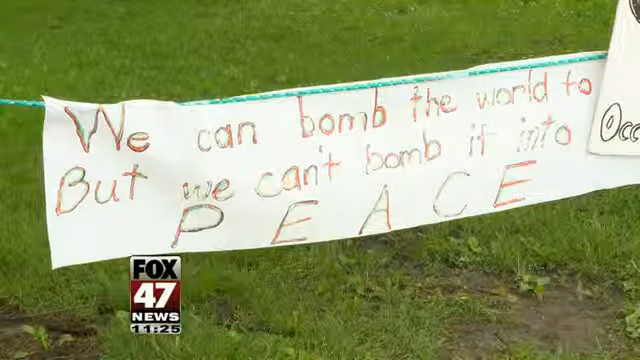 We can bomb the world to
But we can't bomb it into
PEACE
Occ
FOX
47
NEWS
11:25